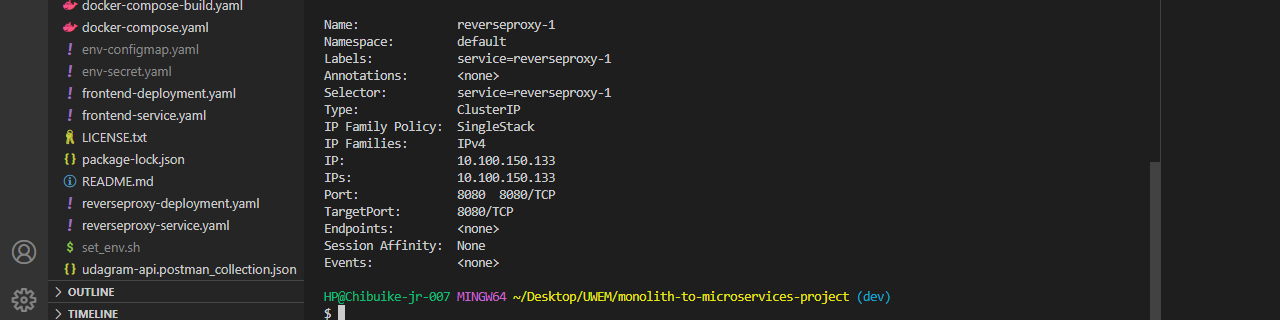 docker-compose-build.yaml
docker-compose.yaml
! env-configmap.yaml
! env-secret.yaml
! frontend-deployment.yaml
! frontend-service.yaml
LICENSE.txt
{} package-lock.json
README.md
! reverseproxy-deployment.yaml
! reverseproxy-service.yaml
$ set_env.sh
{} udagram-api.postman_collection.json
> OUTLINE
> TIMELINE
Name: reverseproxy-1
Namespace: default
Labels: service=reverseproxy-1
Annotations: <none>
Selector: service=reverseproxy-1
Type: ClusterIP
IP Family Policy: SingleStack
IP Families: IPv4
IP: 10.100.150.133
IPs: 10.100.150.133
Port: 8080 8080/TCP
TargetPort: 8080/TCP
Endpoints: <none>
Session Affinity: None
Events: <none>
HP@Chibuike-jr-007 MINGW64 ~/Desktop/UWEM/monolith-to-microservices-project (dev)
$